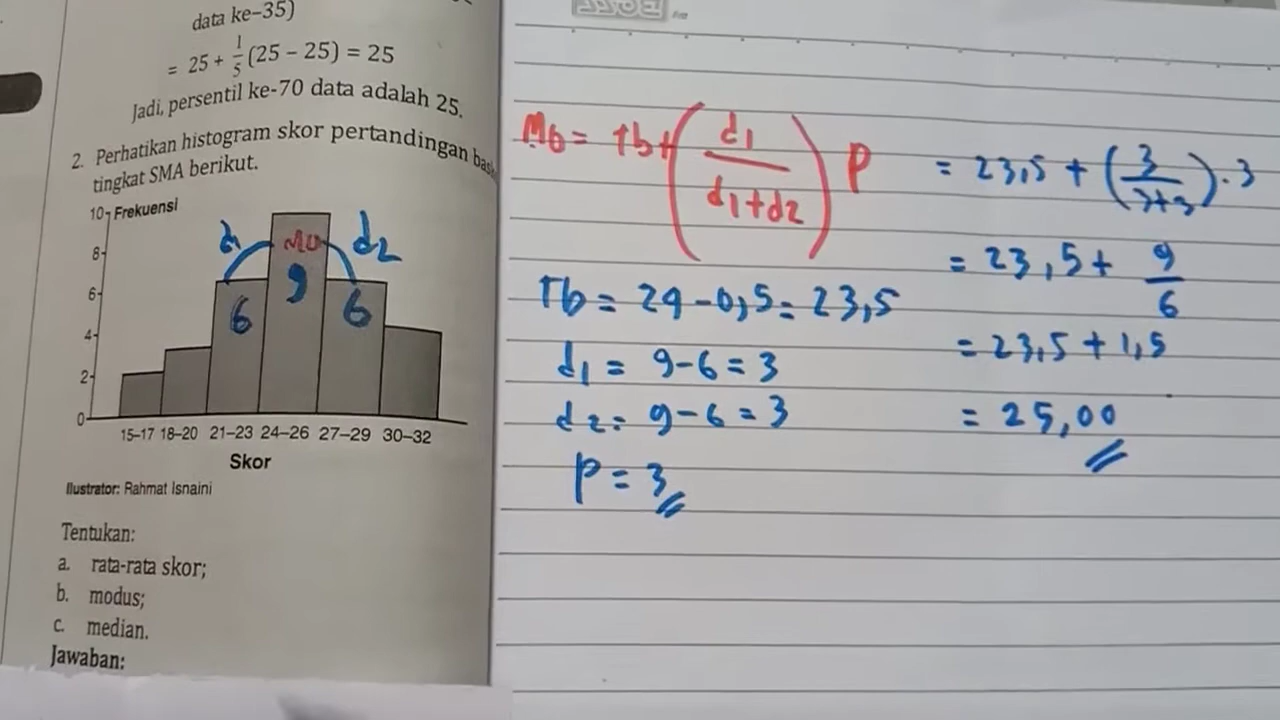 data ke–35)
= 25 + 1/5 (25 – 25) = 25
Jadi, persentil ke-70 data adalah 25.
2. Perhatikan histogram skor pertandingan bas
tingkat SMA berikut.
Frekuensi
10
8
6
4
2
0
d1 Mo d2
6 9 6
15–17 18–20 21–23 24–26 27–29 30–32
Skor
Ilustrator: Rahmat Isnaini
Tentukan:
a. rata-rata skor;
b. modus;
c. median.
Jawaban:
Mo = Tb + (d1/d1+d2) P
Tb = 24 – 0,5 = 23,5
d1 = 9–6 = 3
d2 = 9–6 = 3
P = 3
= 23,5 + (3/3+3) . 3
= 23,5 + 9/6
= 23,5 + 1,5
= 25,00